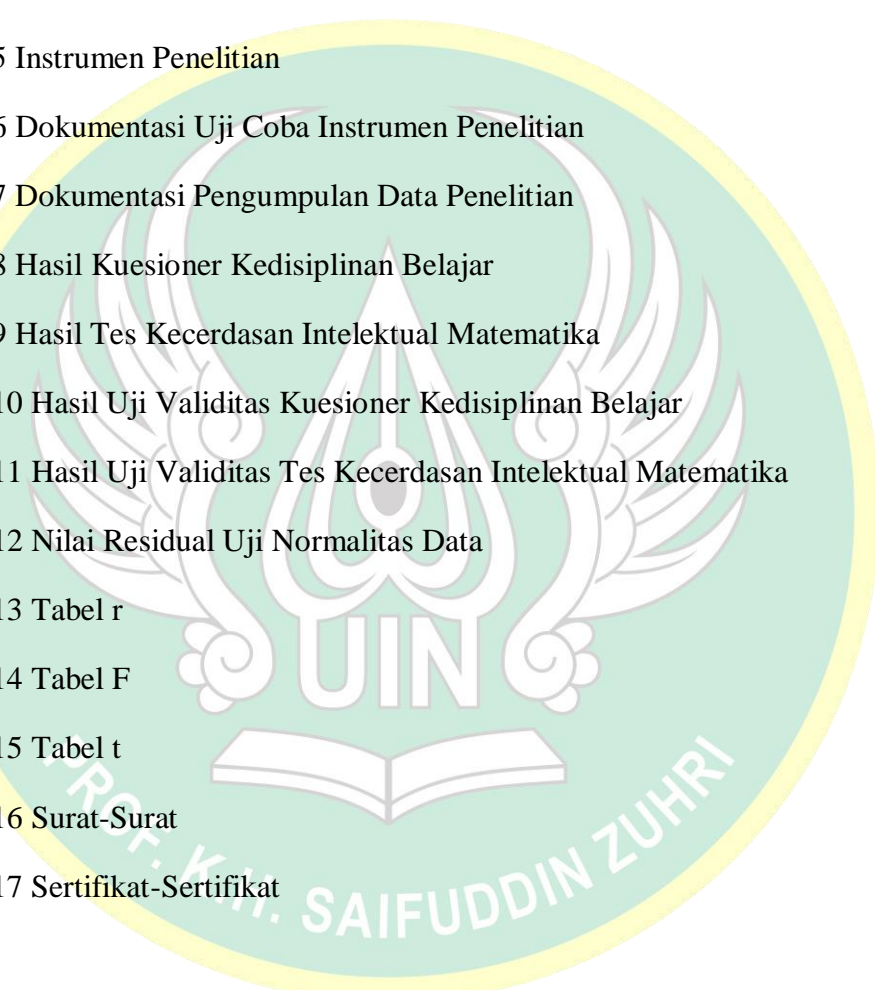 5 Instrumen Penelitian
6 Dokumentasi Uji Coba Instrumen Penelitian
7 Dokumentasi Pengumpulan Data Penelitian
8 Hasil Kuesioner Kedisiplinan Belajar
9 Hasil Tes Kecerdasan Intelektual Matematika
10 Hasil Uji Validitas Kuesioner Kedisiplinan Belajar
11 Hasil Uji Validitas Tes Kecerdasan Intelektual Matematika
12 Nilai Residual Uji Normalitas Data
13 Tabel r
14 Tabel F
15 Tabel t
16 Surat-Surat
17 Sertifikat-Sertifikat
UIN
PROF. K.H. SAIFUDDIN ZUHRI